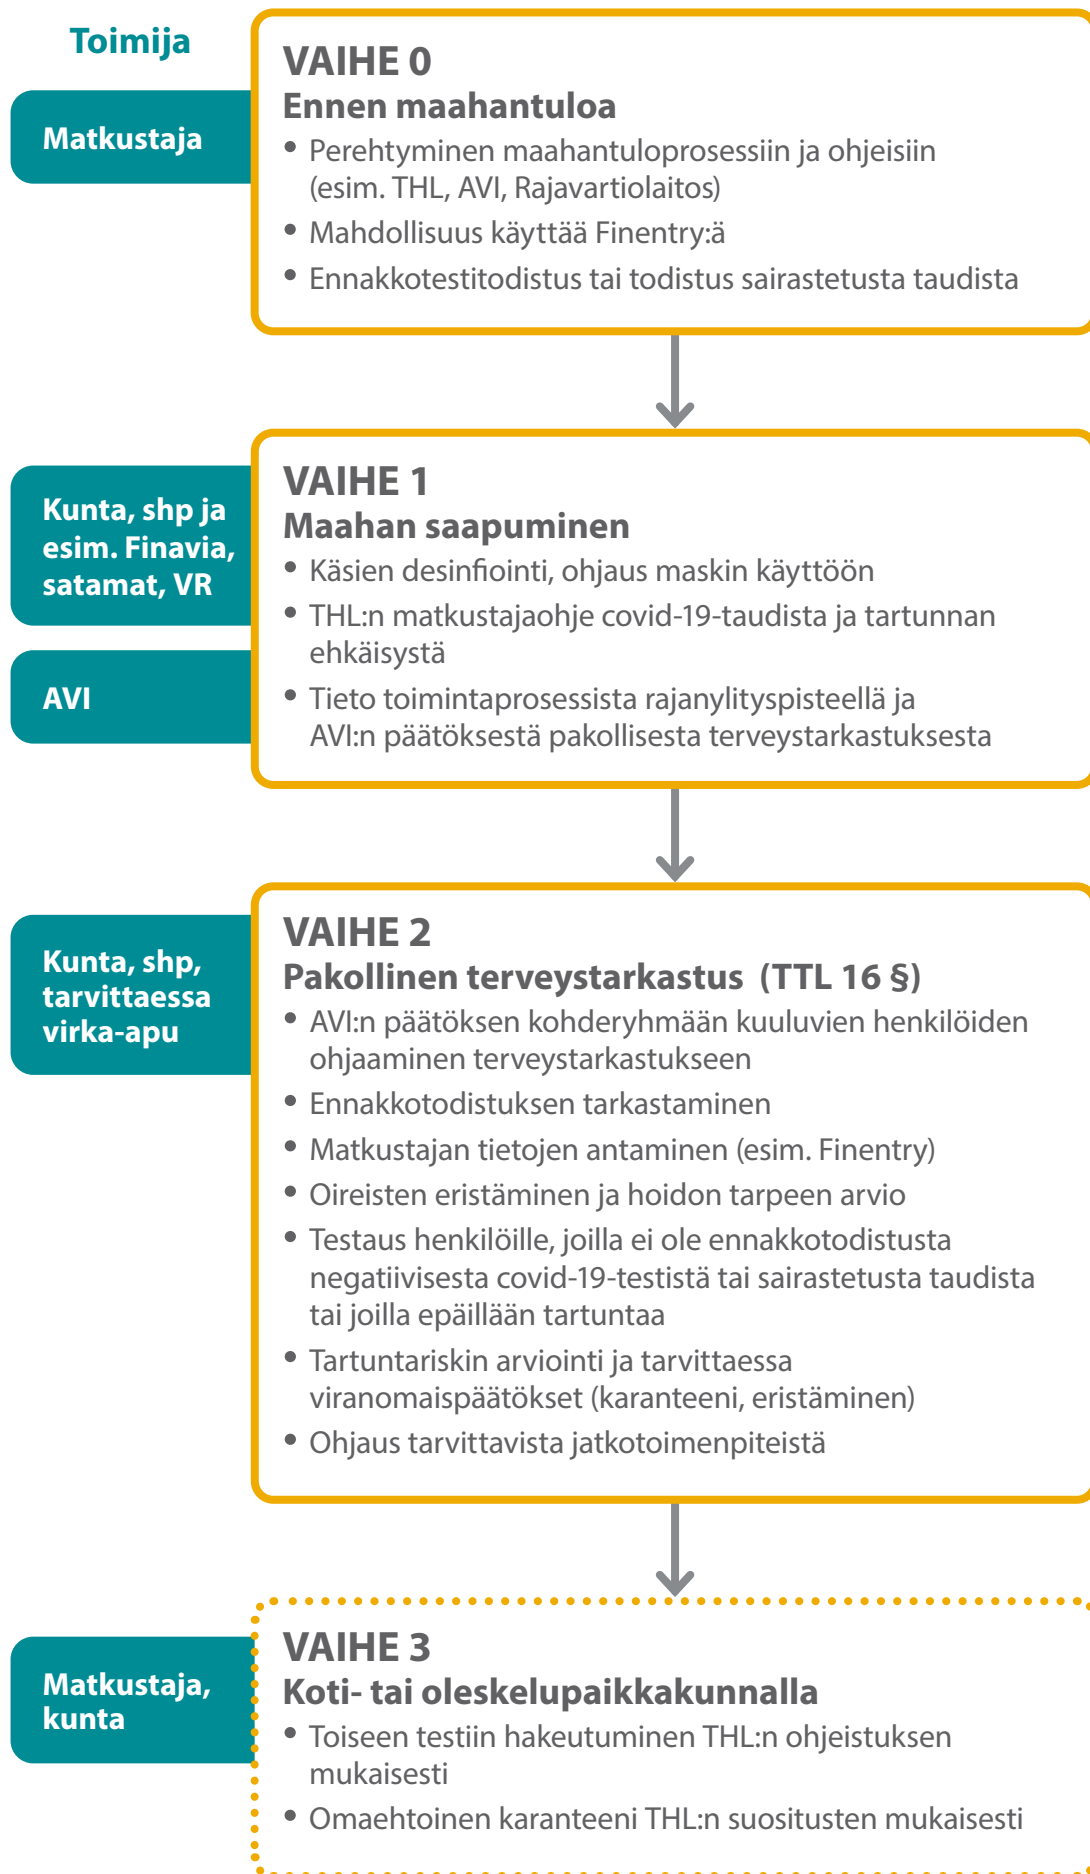 Toimija
Matkustaja
VAIHE 0
Ennen maahantuloa
• Perehtyminen maahantuloprosessiin ja ohjeisiin
(esim. THL, AVI, Rajavartiolaitos)
• Mahdollisuus käyttää Finentry:ä
• Ennakkotestitodistus tai todistus sairastetusta taudista
Kunta, shp ja
esim. Finavia,
satamat, VR
AVI
VAIHE 1
Maahan saapuminen
• Käsien desinfiointi, ohjaus maskin käyttöön
• THL:n matkustajaohje covid-19-taudista ja tartunnan
ehkäisystä
• Tieto toimintaprosessista rajanylityspisteellä ja
AVI:n päätöksestä pakollisesta terveystarkastuksesta
Kunta, shp,
tarvittaessa
virka-apu
VAIHE 2
Pakollinen terveystarkastus (TTL 16 §)
• AVI:n päätöksen kohderyhmään kuuluvien henkilöiden
ohjaaminen terveystarkastukseen
• Ennakkotodistuksen tarkastaminen
• Matkustajan tietojen antaminen (esim. Finentry)
• Oireisten eristäminen ja hoidon tarpeen arvio
• Testaus henkilöille, joilla ei ole ennakkotodistusta
negatiivisesta covid-19-testistä tai sairastetusta taudista
tai joilla epäillään tartuntaa
• Tartuntariskin arviointi ja tarvittaessa
viranomaispäätökset (karanteeni, eristäminen)
• Ohjaus tarvittavista jatkotoimenpiteistä
Matkustaja,
kunta
VAIHE 3
Koti- tai oleskelupaikkakunnalla
• Toiseen testiin hakeutuminen THL:n ohjeistuksen
mukaisesti
• Omaehtoinen karanteeni THL:n suositusten mukaisesti